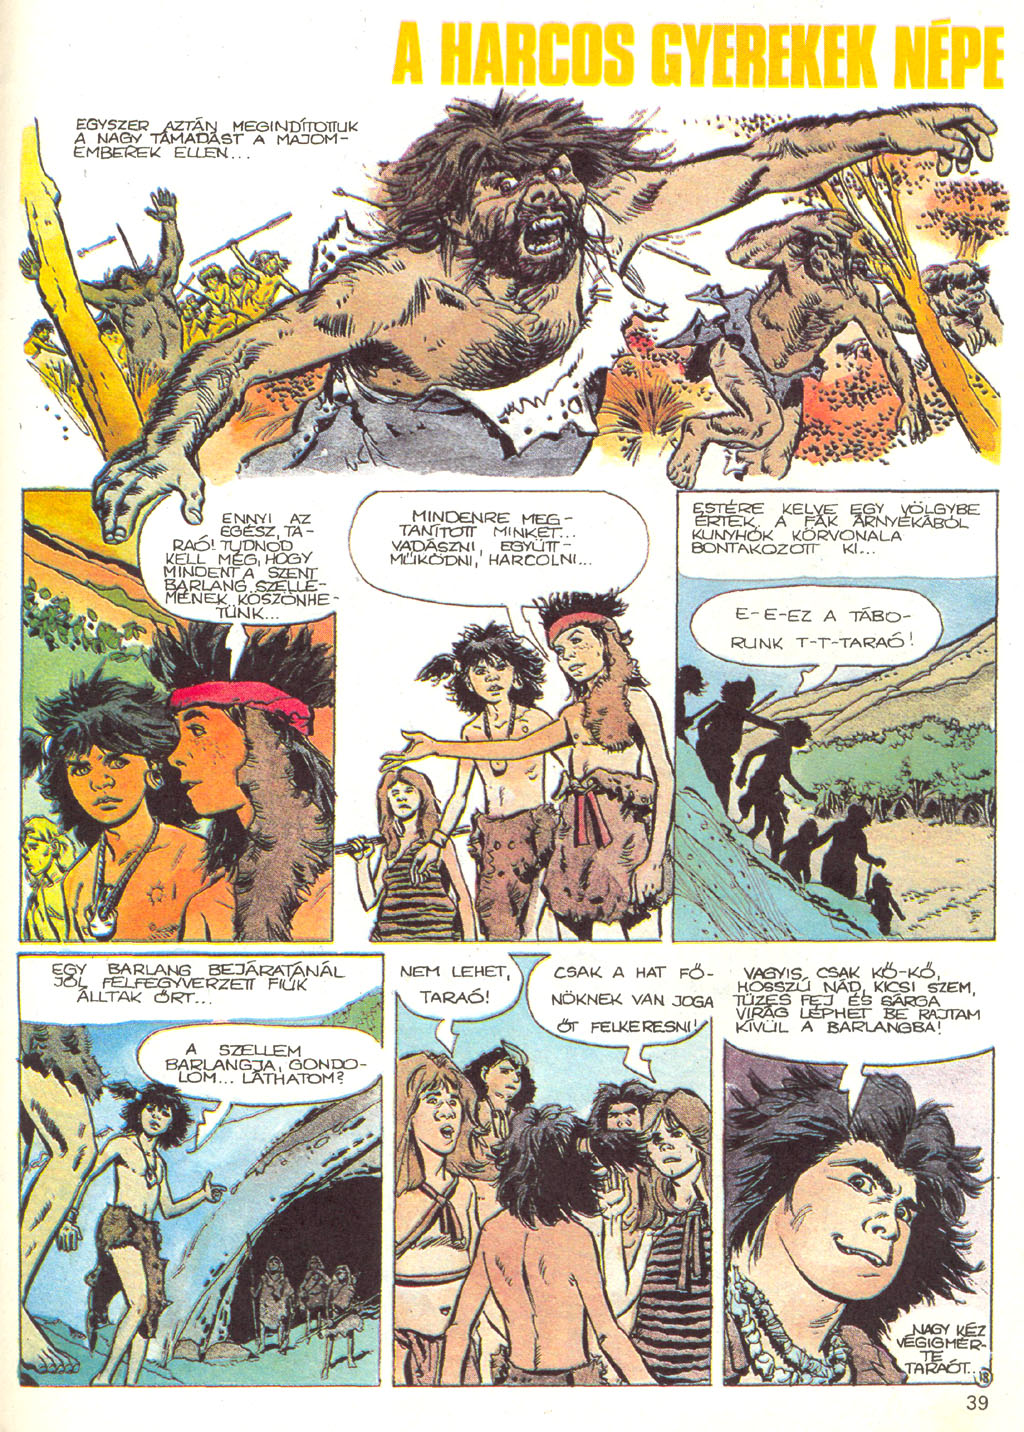 A HARCOS GYEREKEK NÉPE
EGYSZER AZTÁN MEGINDÍTOTTUK
A NAGY TÁMADÁST A MAJOM-
EMBEREK ELLEN...
ENNYI AZ
EGÉSZ, TA-
RAÓ! TUDNOD
KELL MÉG, HOGY
MINDENT A SZENT
BARLANG SZELLE-
MÉNEK KÖSZÖNHE-
TÜNK...
MINDENRE MEG-
TANÍTOTT MINKET...
VADÁSZNI, EGYÜTT-
MŰKÖDNI, HARCOLNI...
ESTÉRE KELVE EGY VÖLGYBE
ÉRTEK. A FÁK ÁRNYÉKÁBÓL
KUNYHÓK KÖRVONALA
BONTAKOZOTT KI...
E-E-EZ A TÁBO-
RUNK T-T-TARAÓ!
EGY BARLANG BEJÁRATÁNÁL
JÓL FELFEGYVERZETT FIÚK
ÁLLTAK ŐRT...
A SZELLEM
BARLANGJA, GONDO-
LOM... LÁTHATOM?
NEM LEHET,
TARAÓ!
CSAK A HAT FŐ-
NÖKNEK VAN JOGA
ŐT FELKERESNI!
VAGYIS CSAK KŐ-KŐ,
HOSSZÚ NÁD, KICSI SZEM,
TÜZES FEJ ÉS SÁRGA
VIRÁG LÉPHET BE RAJTAM
KÍVÜL A BARLANGBA!
NAGY KÉZ
VÉGIGMÉR-
TE
TARAÓT...
18
39